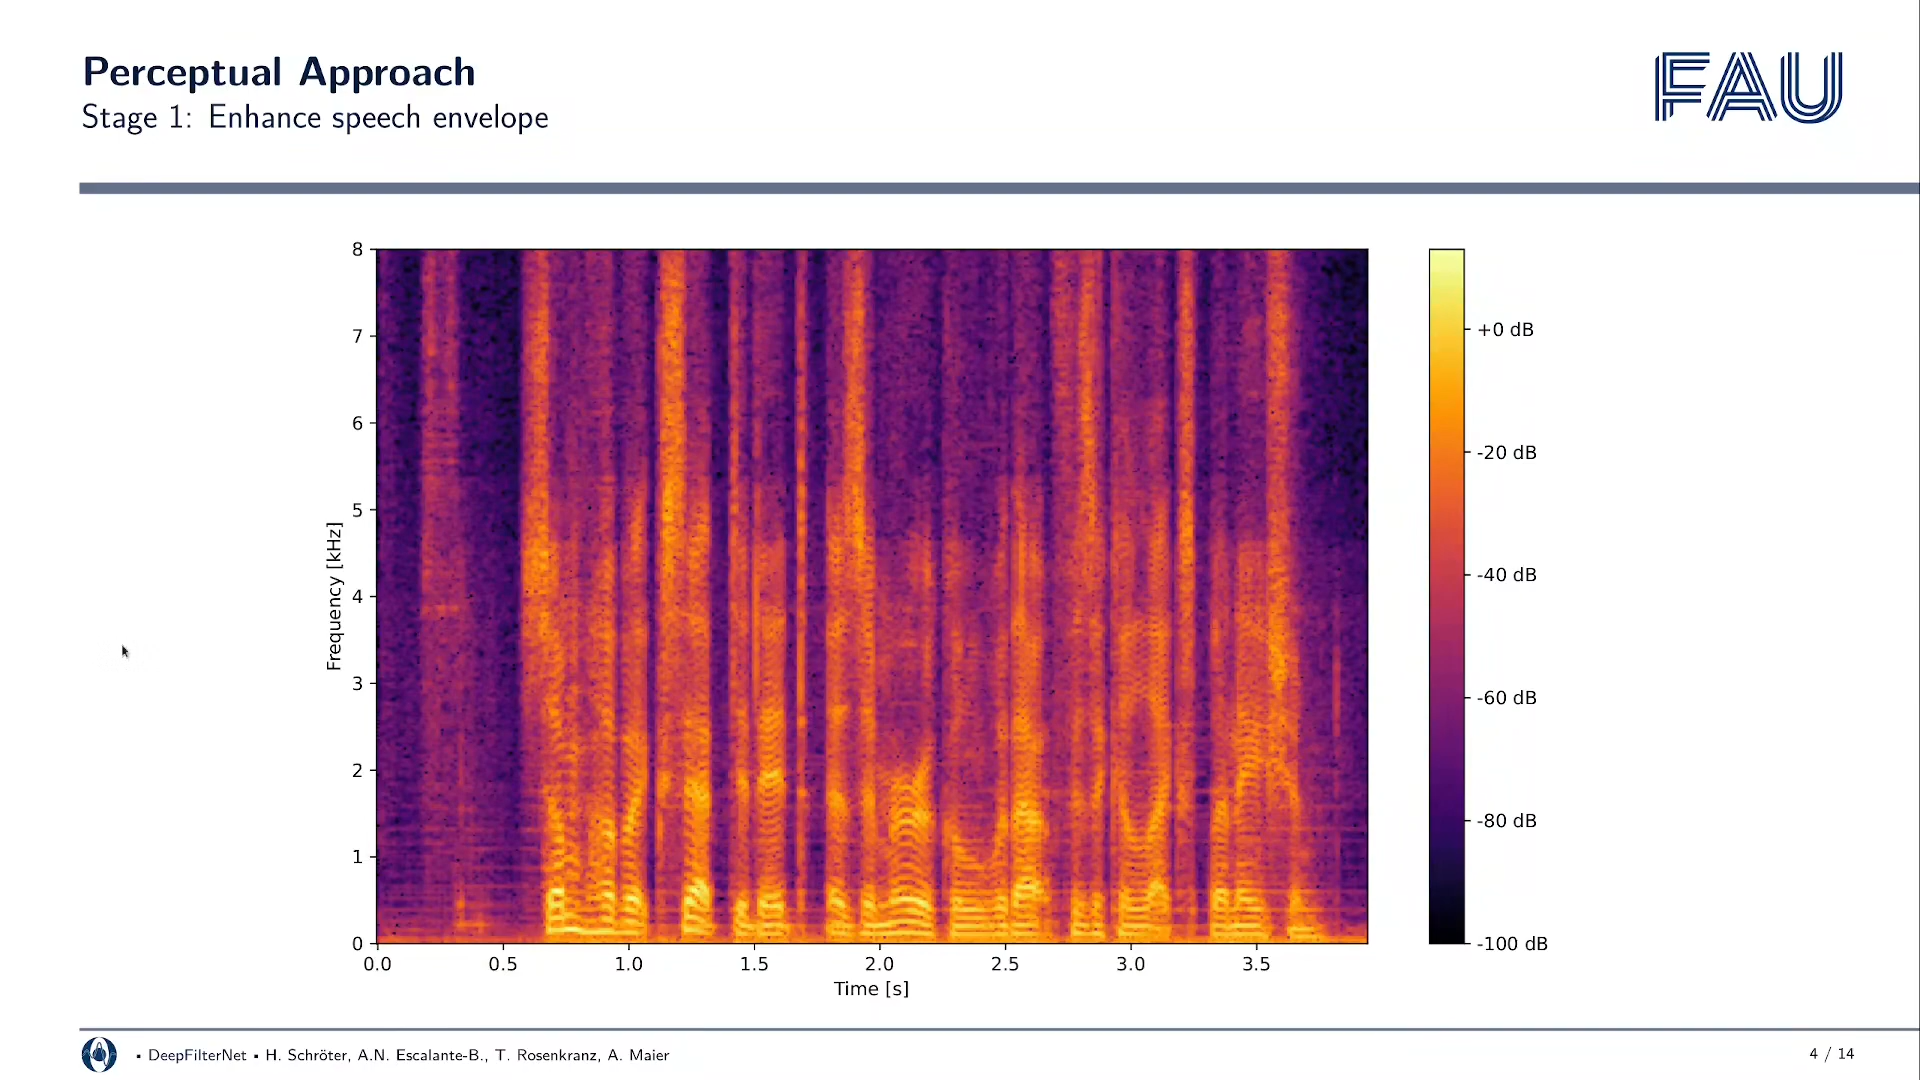 Perceptual Approach
Stage 1: Enhance speech envelope
FAU
8
7
6
5
4
3
2
1
0
Frequency [kHz]
0.0 0.5 1.0 1.5 2.0 2.5 3.0 3.5
Time [s]
+0 dB
-20 dB
-40 dB
-60 dB
-80 dB
-100 dB
▪ DeepFilterNet ▪ H. Schröter, A.N. Escalante-B., T. Rosenkranz, A. Maier
4 / 14